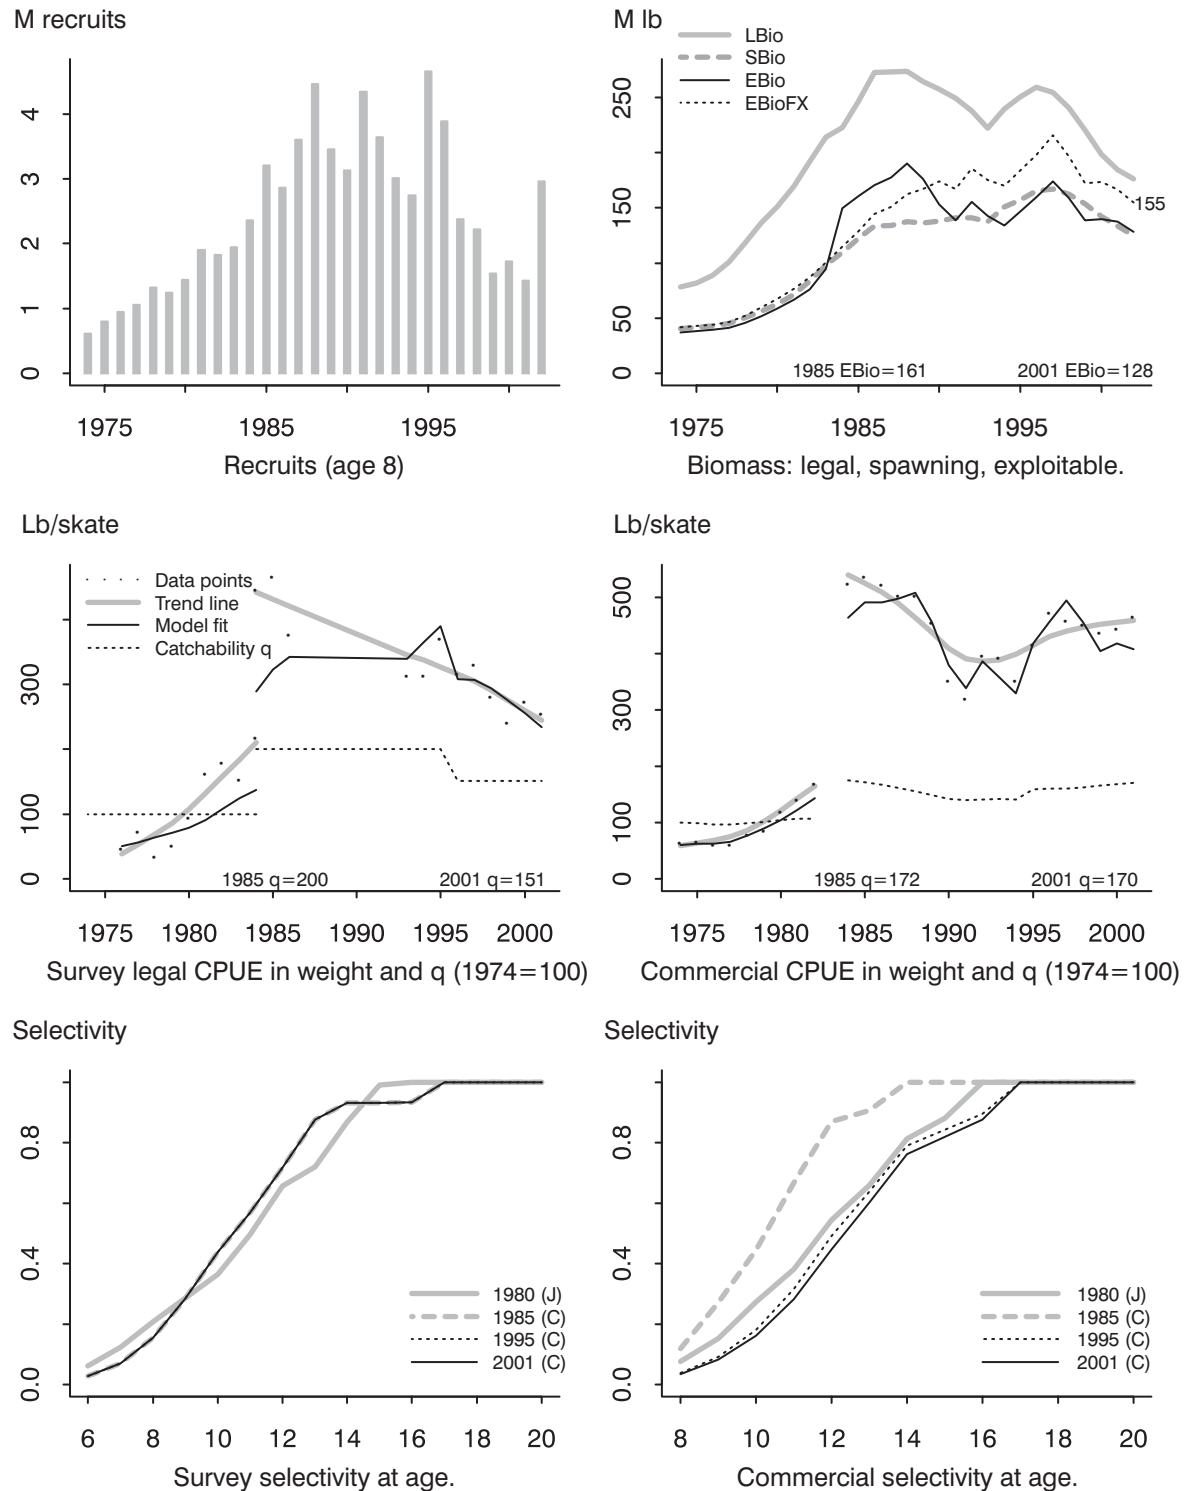 M recruits
0
1
2
3
4
1975
1985
1995
Recruits (age 8)
M lb
LBio
SBio
EBio
EBioFX
0
50
150
250
155
1985 EBio=161
2001 EBio=128
1975
1985
1995
Biomass: legal, spawning, exploitable.
Lb/skate
Data points
Trend line
Model fit
Catchability q
0
100
300
1985 q=200
2001 q=151
1975
1980
1985
1990
1995
2000
Survey legal CPUE in weight and q (1974=100)
Lb/skate
0
100
300
500
1985 q=172
2001 q=170
1975
1980
1985
1990
1995
2000
Commercial CPUE in weight and q (1974=100)
Selectivity
0.0
0.4
0.8
1980 (J)
1985 (C)
1995 (C)
2001 (C)
6
8
10
12
14
16
18
20
Survey selectivity at age.
Selectivity
0.0
0.4
0.8
1980 (J)
1985 (C)
1995 (C)
2001 (C)
8
10
12
14
16
18
20
Commercial selectivity at age.